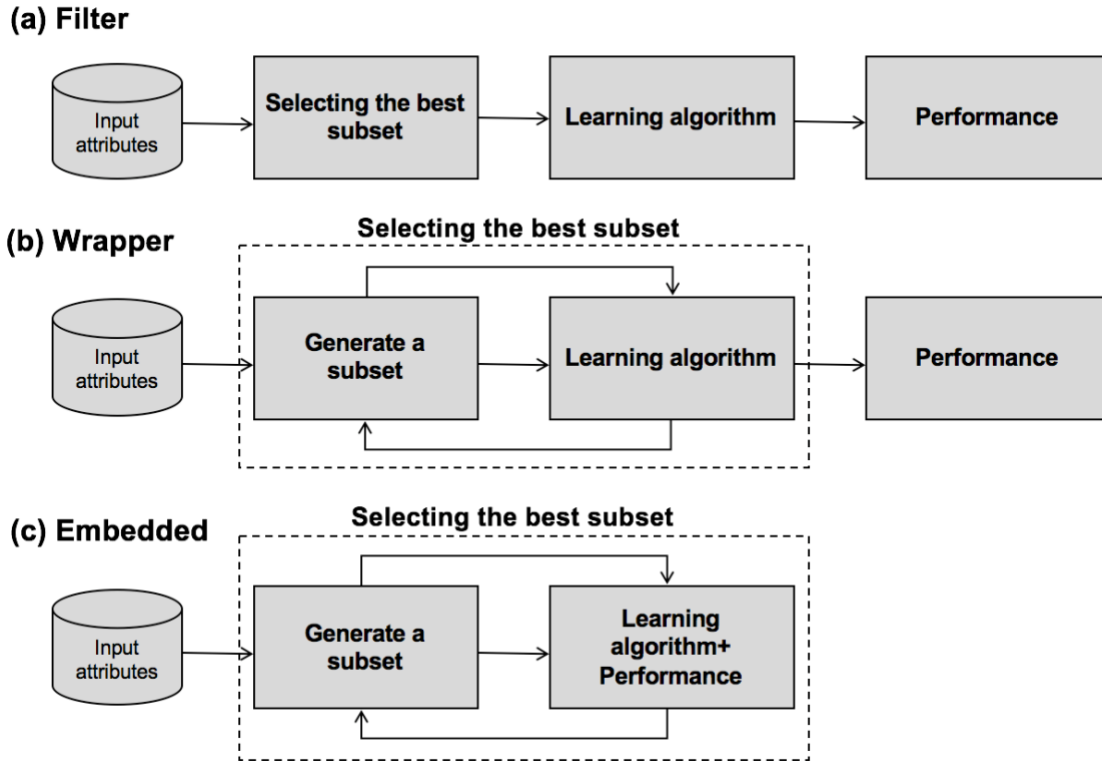 (a) Filter
Input
attributes
Selecting the best
subset
Learning algorithm
Performance
(b) Wrapper
Selecting the best subset
Input
attributes
Generate a
subset
Learning algorithm
Performance
(c) Embedded
Selecting the best subset
Input
attributes
Generate a
subset
Learning
algorithm+
Performance